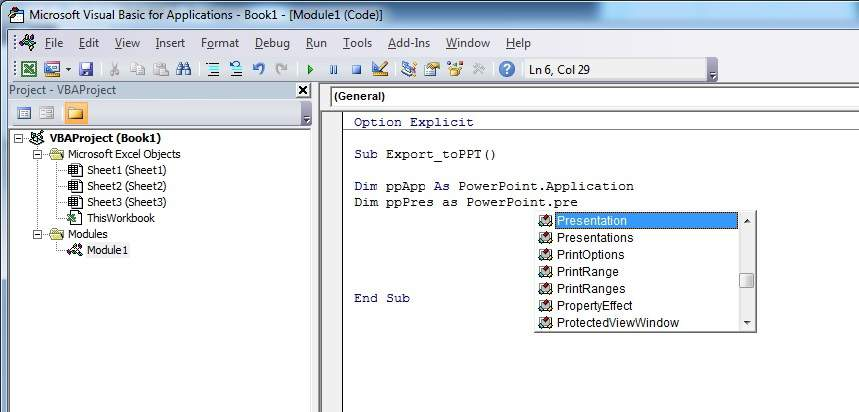 Microsoft Visual Basic for Applications - Book1 - [Module1 (Code)]
File Edit View Insert Format Debug Run Tools Add-Ins Window Help
Ln 6, Col 29
Project - VBAProject
(General)
VBAProject (Book1)
Microsoft Excel Objects
Sheet1 (Sheet1)
Sheet2 (Sheet2)
Sheet3 (Sheet3)
ThisWorkbook
Modules
Module1
Option Explicit
Sub Export_toPPT()
Dim ppApp As PowerPoint.Application
Dim ppPres as PowerPoint.pre
Presentation
Presentations
PrintOptions
PrintRange
PrintRanges
PropertyEffect
ProtectedViewWindow
End Sub